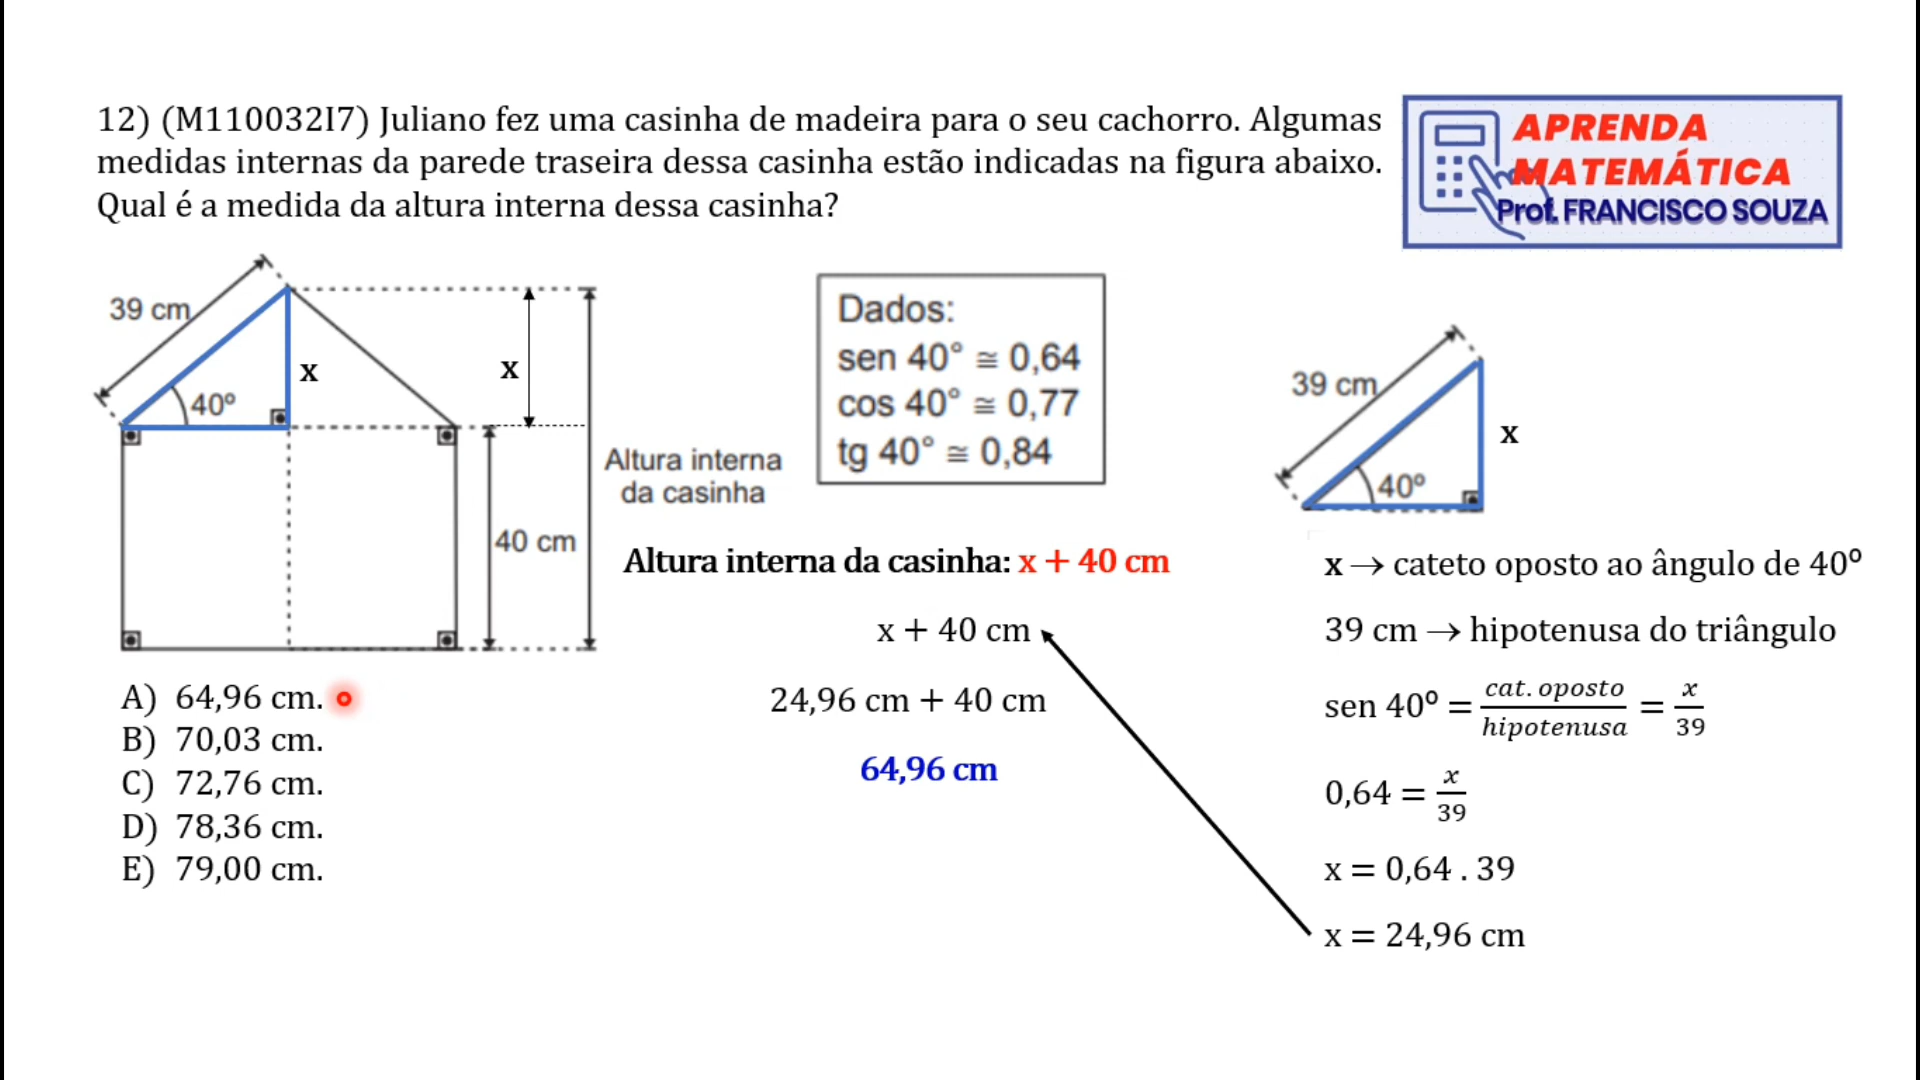 12) (M110032I7) Juliano fez uma casinha de madeira para o seu cachorro. Algumas
medidas internas da parede traseira dessa casinha estão indicadas na figura abaixo.
Qual é a medida da altura interna dessa casinha?
APRENDA
MATEMÁTICA
Prof. FRANCISCO SOUZA
39 cm
40º
x
x
40 cm
Altura interna
da casinha
Dados:
sen 40° ≅ 0,64
cos 40° ≅ 0,77
tg 40° ≅ 0,84
39 cm
40º
x
A) 64,96 cm.
B) 70,03 cm.
C) 72,76 cm.
D) 78,36 cm.
E) 79,00 cm.
Altura interna da casinha: x + 40 cm
x + 40 cm
24,96 cm + 40 cm
64,96 cm
x → cateto oposto ao ângulo de 40º
39 cm → hipotenusa do triângulo
sen 40º = cat. oposto / hipotenusa = x / 39
0,64 = x / 39
x = 0,64 . 39
x = 24,96 cm